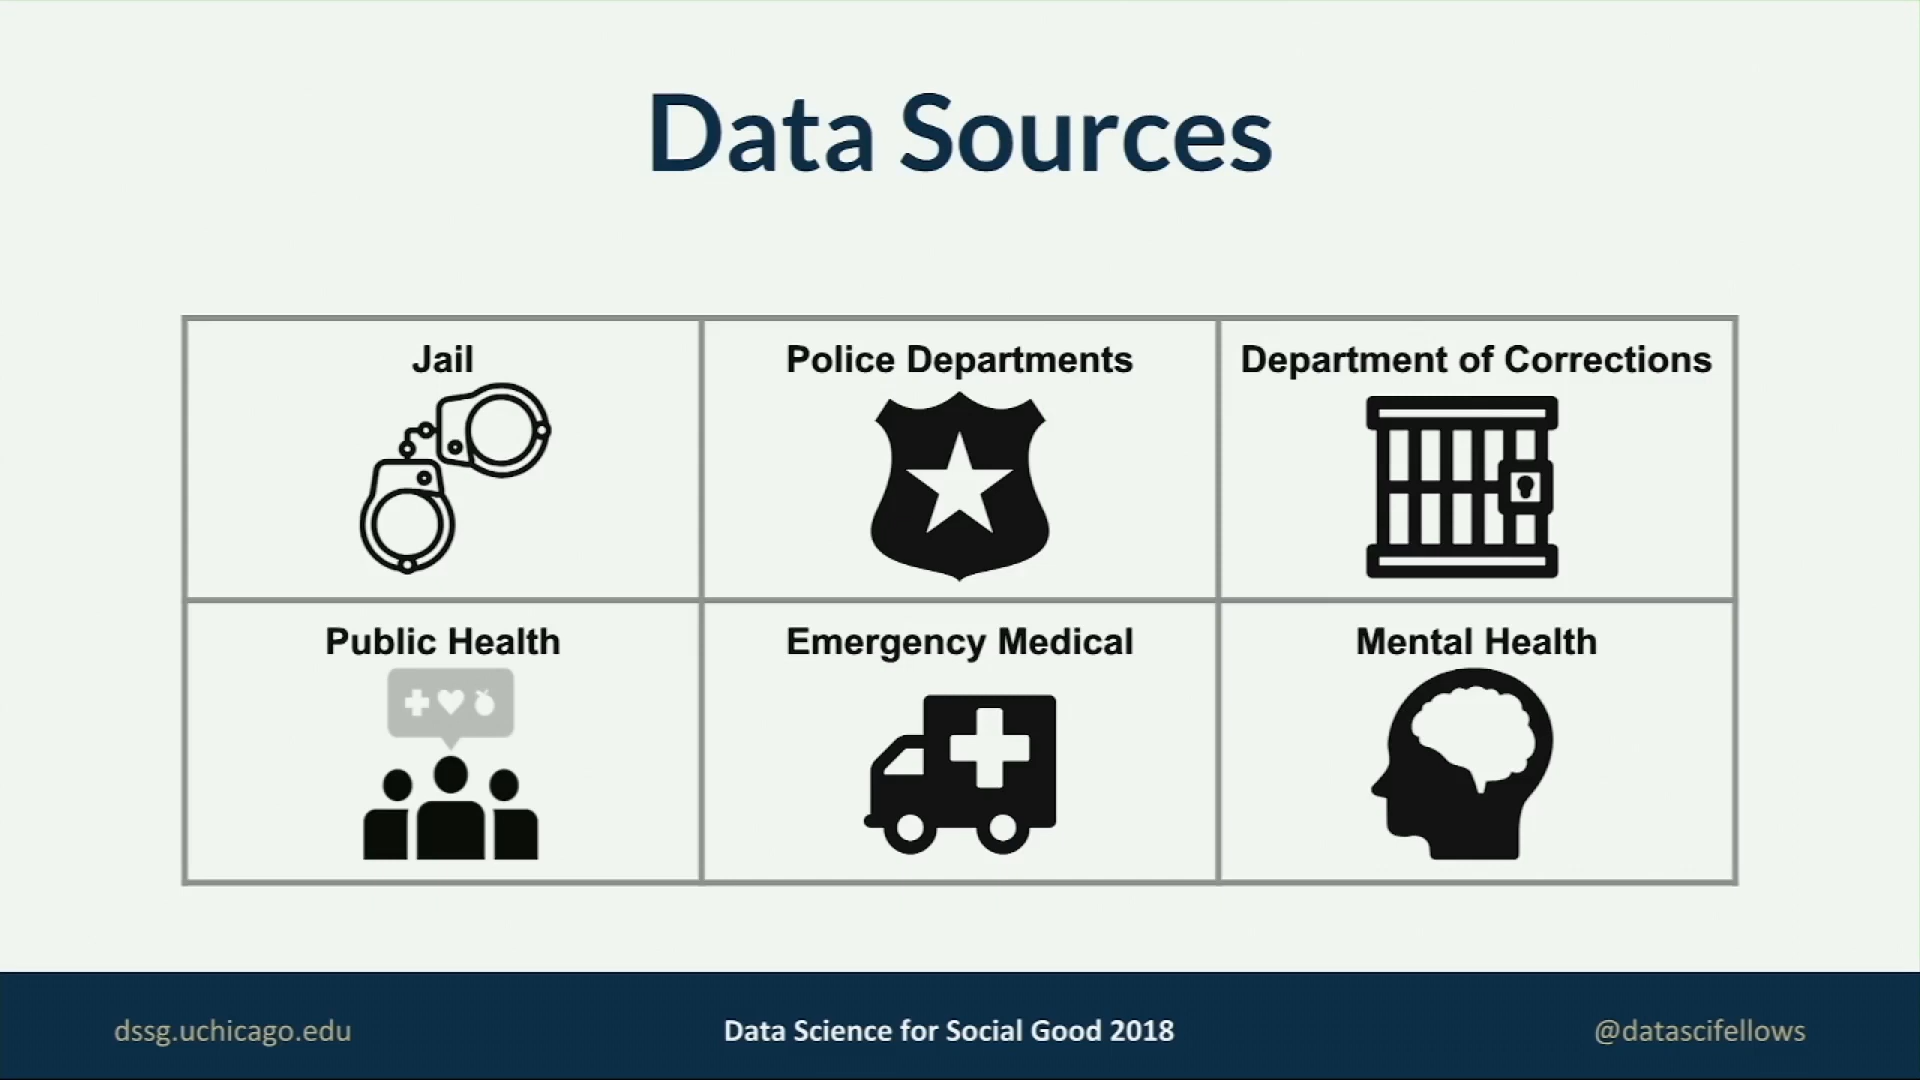 Data Sources
Jail
Police Departments
Department of Corrections
Public Health
Emergency Medical
Mental Health
dssg.uchicago.edu
Data Science for Social Good 2018
@datascifellows